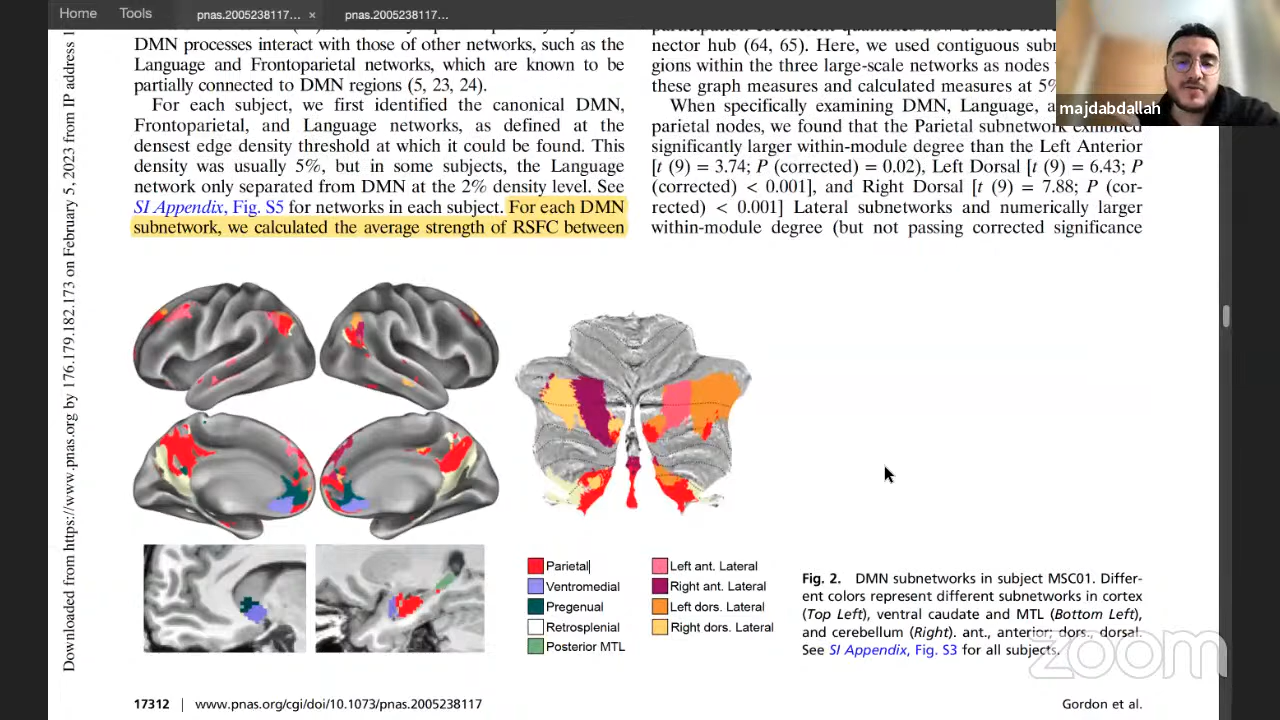 Home
Tools
pnas.2005238117...
×
pnas.2005238117...
majdabdallah
Downloaded from https://www.pnas.org by 176.179.182.173 on February 5, 2023 from IP address 1
DMN processes interact with those of other networks, such as the
Language and Frontoparietal networks, which are known to be
partially connected to DMN regions (5, 23, 24).
For each subject, we first identified the canonical DMN,
Frontoparietal, and Language networks, as defined at the
densest edge density threshold at which it could be found. This
density was usually 5%, but in some subjects, the Language
network only separated from DMN at the 2% density level. See
SI Appendix, Fig. S5 for networks in each subject. For each DMN
subnetwork, we calculated the average strength of RSFC between
nector hub (64, 65). Here, we used contiguous
gions within the three large-scale networks as nodes
these graph measures and calculated measures at 5%
When specifically examining DMN, Language,
parietal nodes, we found that the Parietal subnetwork exhibited
significantly larger within-module degree than the Left Anterior
[t (9) = 3.74; P (corrected) = 0.02), Left Dorsal [t (9) = 6.43; P
(corrected) < 0.001], and Right Dorsal [t (9) = 7.88; P (cor-
rected) < 0.001] Lateral subnetworks and numerically larger
within-module degree (but not passing corrected significance
Parietal
Ventromedial
Pregenual
Retrosplenial
Posterior MTL
Left ant. Lateral
Right ant. Lateral
Left dors. Lateral
Right dors. Lateral
Fig. 2. DMN subnetworks in subject MSC01. Differ-
ent colors represent different subnetworks in cortex
(Top Left), ventral caudate and MTL (Bottom Left),
and cerebellum (Right). ant., anterior; dors., dorsal.
See SI Appendix, Fig. S3 for all subjects.
zoom
17312 | www.pnas.org/cgi/doi/10.1073/pnas.2005238117
Gordon et al.